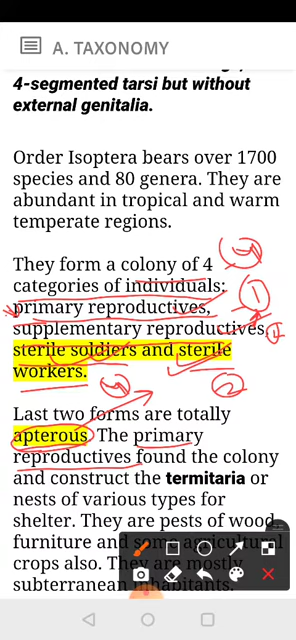 A. TAXONOMY
4-segmented tarsi but without
external genitalia.
Order Isoptera bears over 1700
species and 80 genera. They are
abundant in tropical and warm
temperate regions.
They form a colony of 4
categories of individuals:
primary reproductives,
supplementary reproductives,
sterile soldiers and sterile
workers.
Last two forms are totally
apterous. The primary
reproductives found the colony
and construct the termitaria or
nests of various types for
shelter. They are pests of wood,
furniture and some agricultural
crops also. They are mostly
subterranean inhabitants.